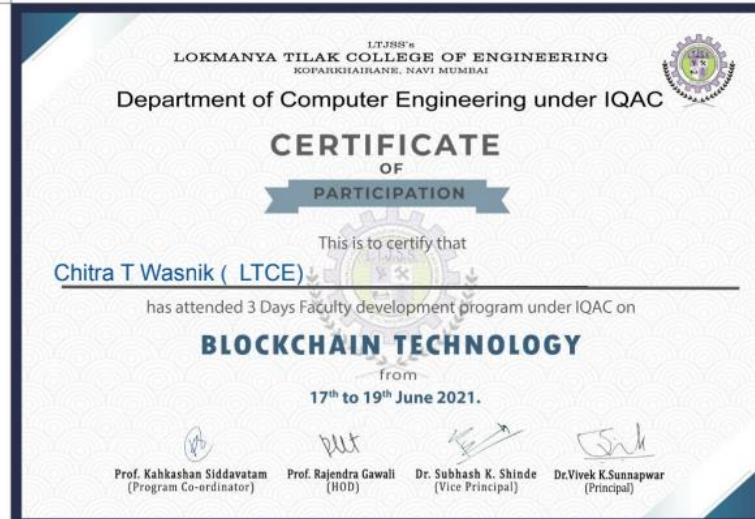 LTJSS's
LOKMANYA TILAK COLLEGE OF ENGINEERING
KOPARKHAIRANE, NAVI MUMBAI
Department of Computer Engineering under IQAC
CERTIFICATE
OF
PARTICIPATION
This is to certify that
Chitra T Wasnik ( LTCE)
has attended 3 Days Faculty development program under IQAC on
BLOCKCHAIN TECHNOLOGY
from
17th to 19th June 2021.
Prof. Kahkashan Siddavatam Prof. Rajendra Gawali Dr. Subhash K. Shinde Dr.Vivek K.Sunnapwar
(Program Co-ordinator) (HOD) (Vice Principal) (Principal)